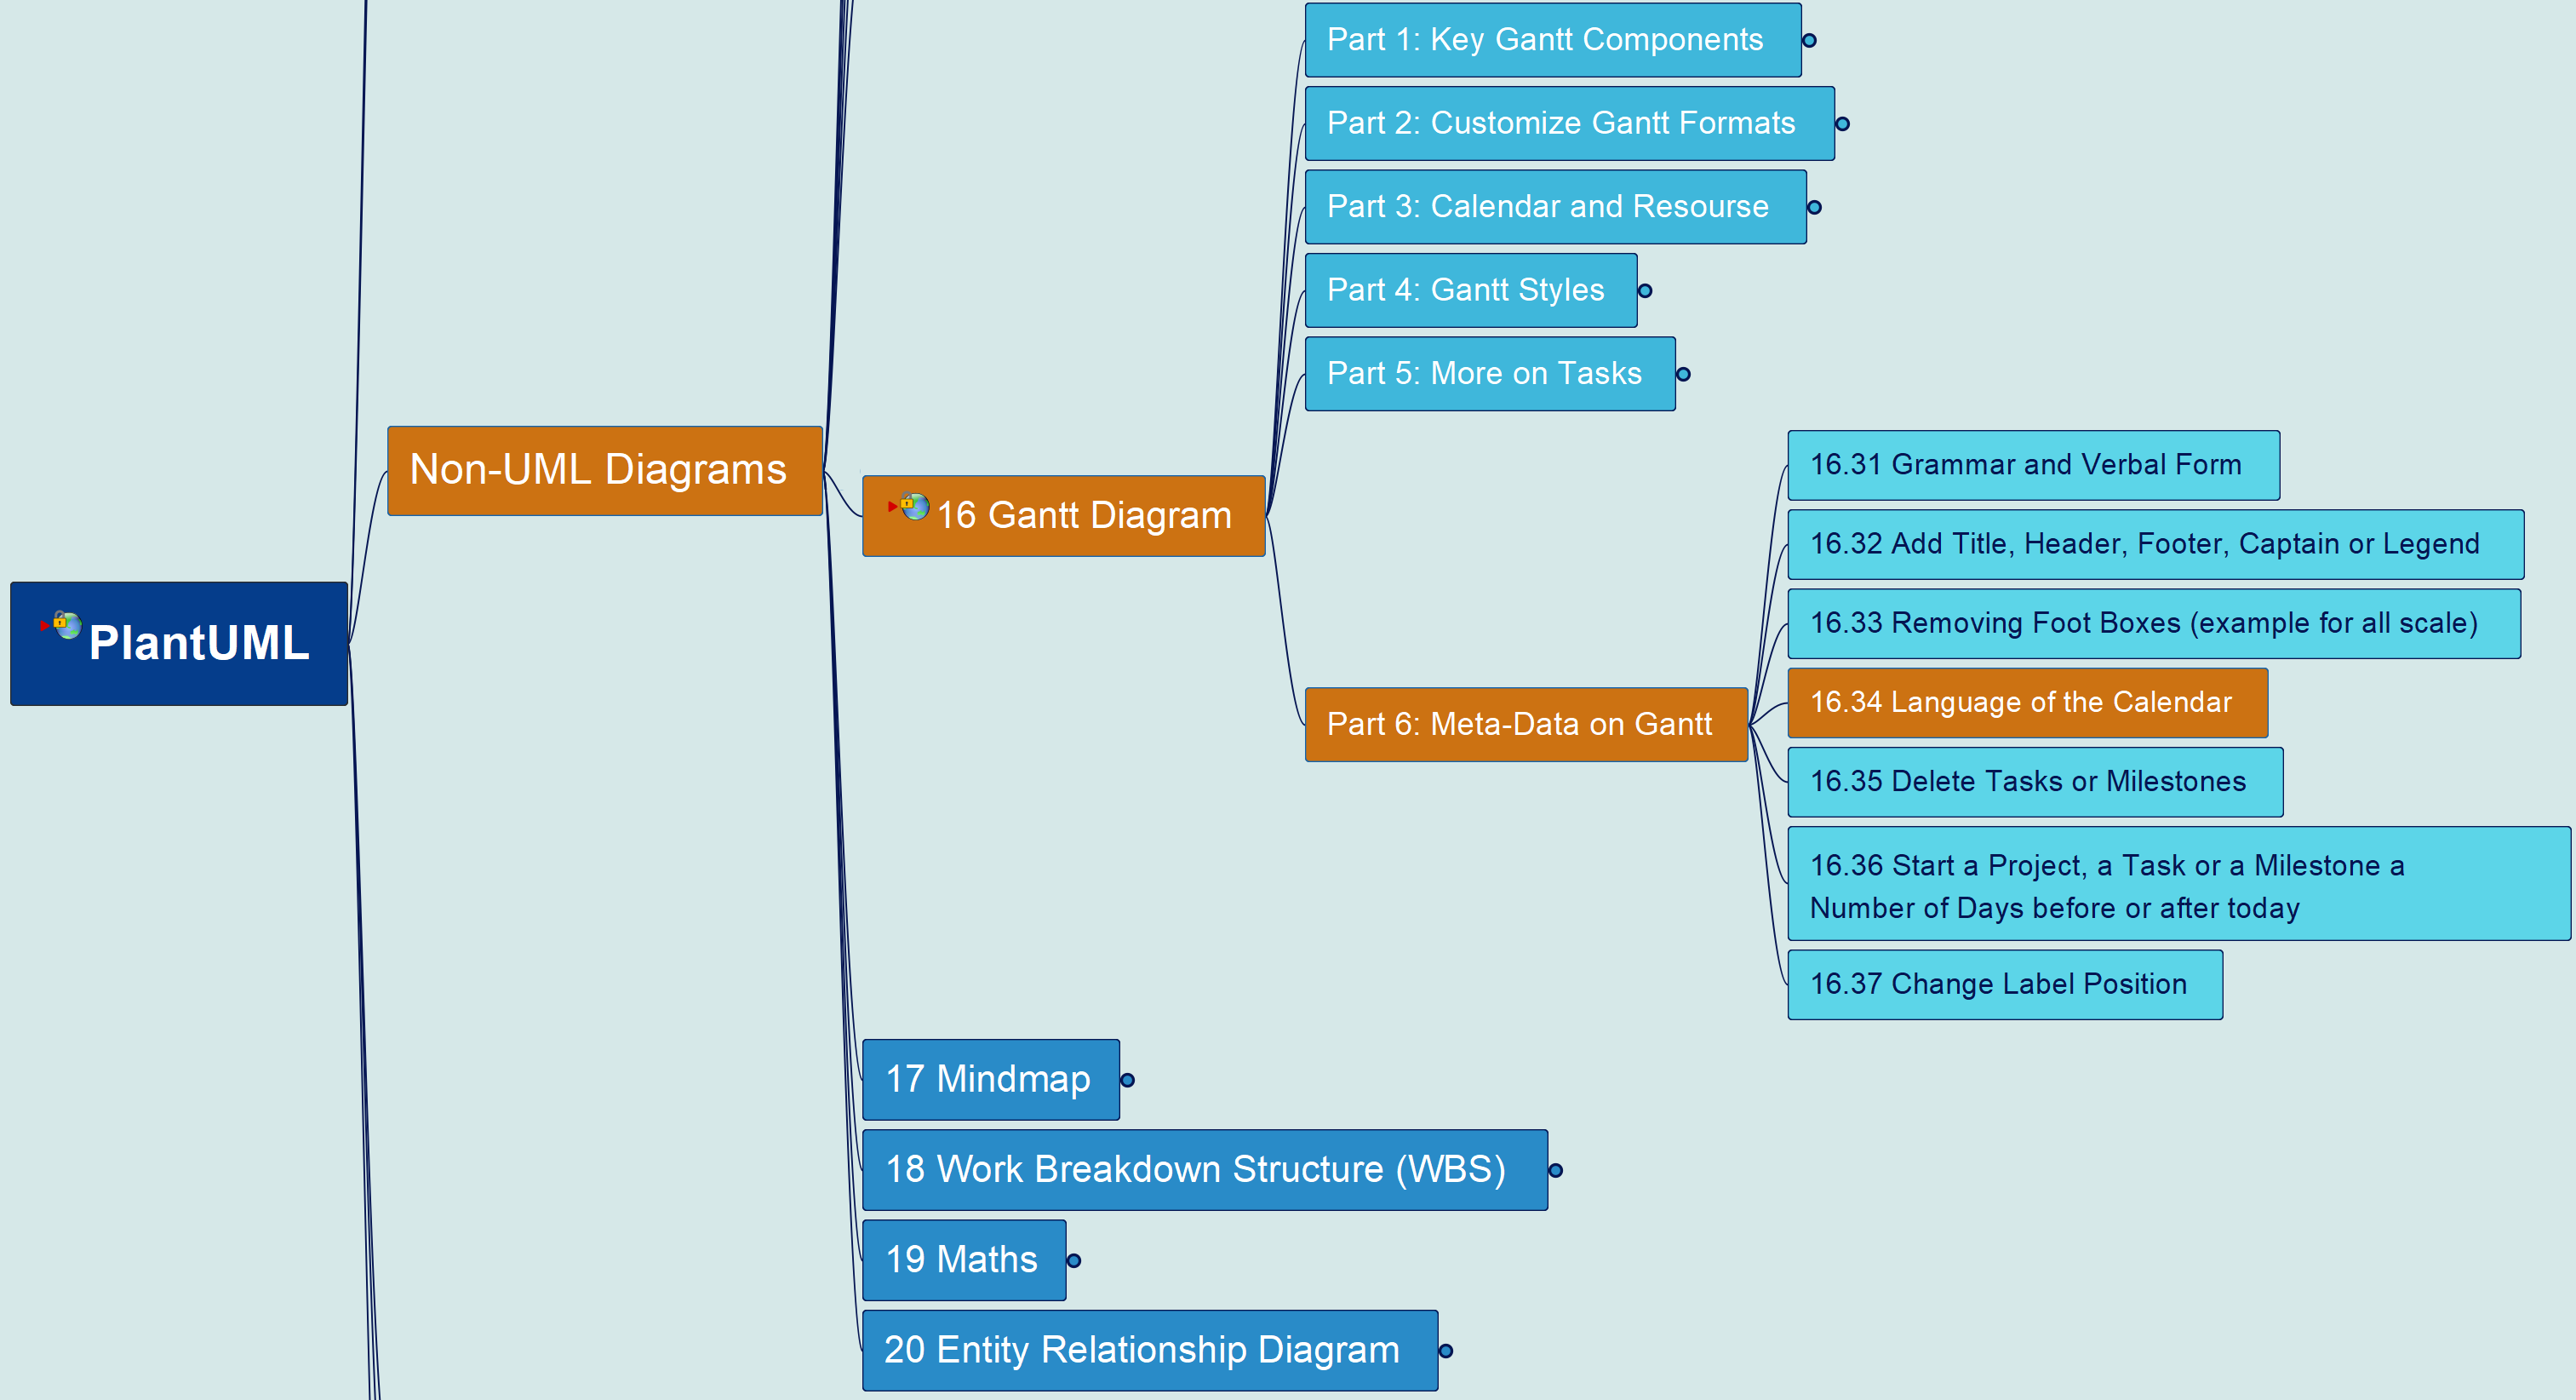 Part 1: Key Gantt Components
Part 2: Customize Gantt Formats
Part 3: Calendar and Resourse
Part 4: Gantt Styles
Part 5: More on Tasks
Non-UML Diagrams
16 Gantt Diagram
PlantUML
Part 6: Meta-Data on Gantt
16.31 Grammar and Verbal Form
16.32 Add Title, Header, Footer, Captain or Legend
16.33 Removing Foot Boxes (example for all scale)
16.34 Language of the Calendar
16.35 Delete Tasks or Milestones
16.36 Start a Project, a Task or a Milestone a
Number of Days before or after today
16.37 Change Label Position
17 Mindmap
18 Work Breakdown Structure (WBS)
19 Maths
20 Entity Relationship Diagram